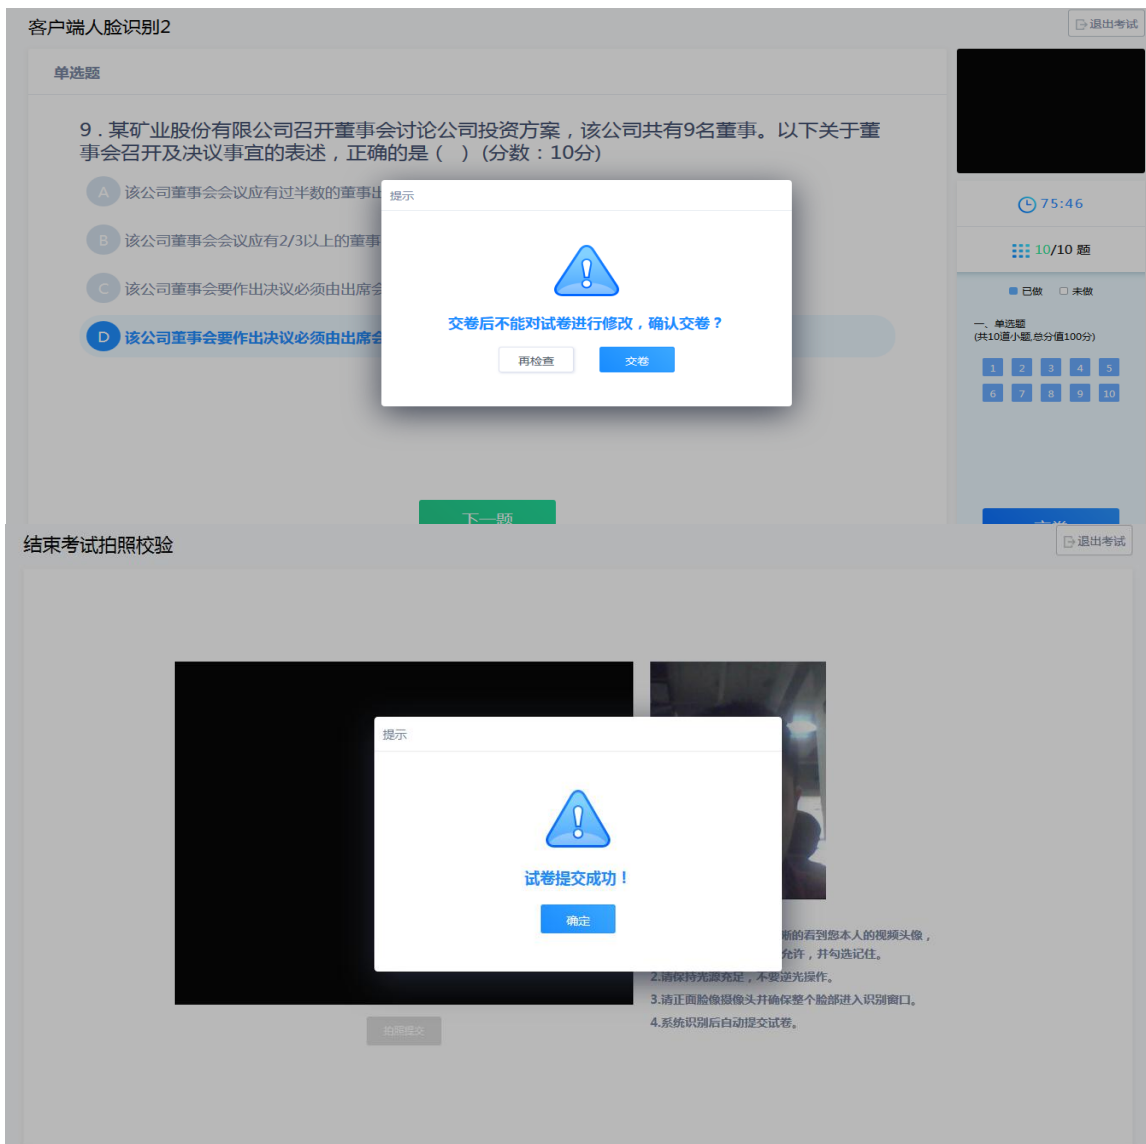 客户端人脸识别2
退出考试
单选题
9 . 某矿业股份有限公司召开董事会讨论公司投资方案，该公司共有9名董事。以下关于董
事会召开及决议事宜的表述，正确的是（ ）(分数：10分)
A 该公司董事会会议应有过半数的董事出
B 该公司董事会会议应有2/3以上的董事
C 该公司董事会要作出决议必须由出席会
D 该公司董事会要作出决议必须由出席会
提示
交卷后不能对试卷进行修改，确认交卷？
再检查 交卷
下一题
75:46
10/10 题
已做 未做
一、单选题
(共10道小题,总分值100分)
1 2 3 4 5
6 7 8 9 10
交卷
结束考试拍照校验
退出考试
提示
试卷提交成功！
确定
晰的看到您本人的视频头像，
允许，并勾选记住。
2.请保持光源充足，不要逆光操作。
3.请正面脸像摄像头并确保整个脸部进入识别窗口。
4.系统识别后自动提交试卷。
拍照提交